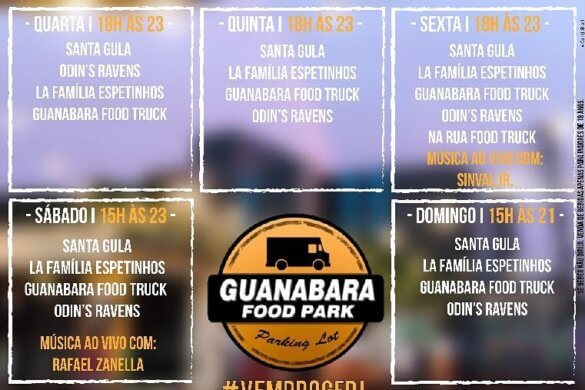 - QUARTA | 18H ÀS 23 -
SANTA GULA
ODIN'S RAVENS
LA FAMÍLIA ESPETINHOS
GUANABARA FOOD TRUCK
- QUINTA | 18H ÀS 23 -
SANTA GULA
LA FAMÍLIA ESPETINHOS
GUANABARA FOOD TRUCK
ODIN'S RAVENS
- SEXTA | 18H ÀS 23 -
SANTA GULA
LA FAMÍLIA ESPETINHOS
GUANABARA FOOD TRUCK
ODIN'S RAVENS
NA RUA FOOD TRUCK
MÚSICA AO VIVO COM:
SINVAL JR.
- SÁBADO | 15H ÀS 23 -
SANTA GULA
LA FAMÍLIA ESPETINHOS
GUANABARA FOOD TRUCK
ODIN'S RAVENS
MÚSICA AO VIVO COM:
RAFAEL ZANELLA
GUANABARA
FOOD PARK
Parking Lot
- DOMINGO | 15H ÀS 21 -
SANTA GULA
LA FAMÍLIA ESPETINHOS
GUANABARA FOOD TRUCK
ODIN'S RAVENS